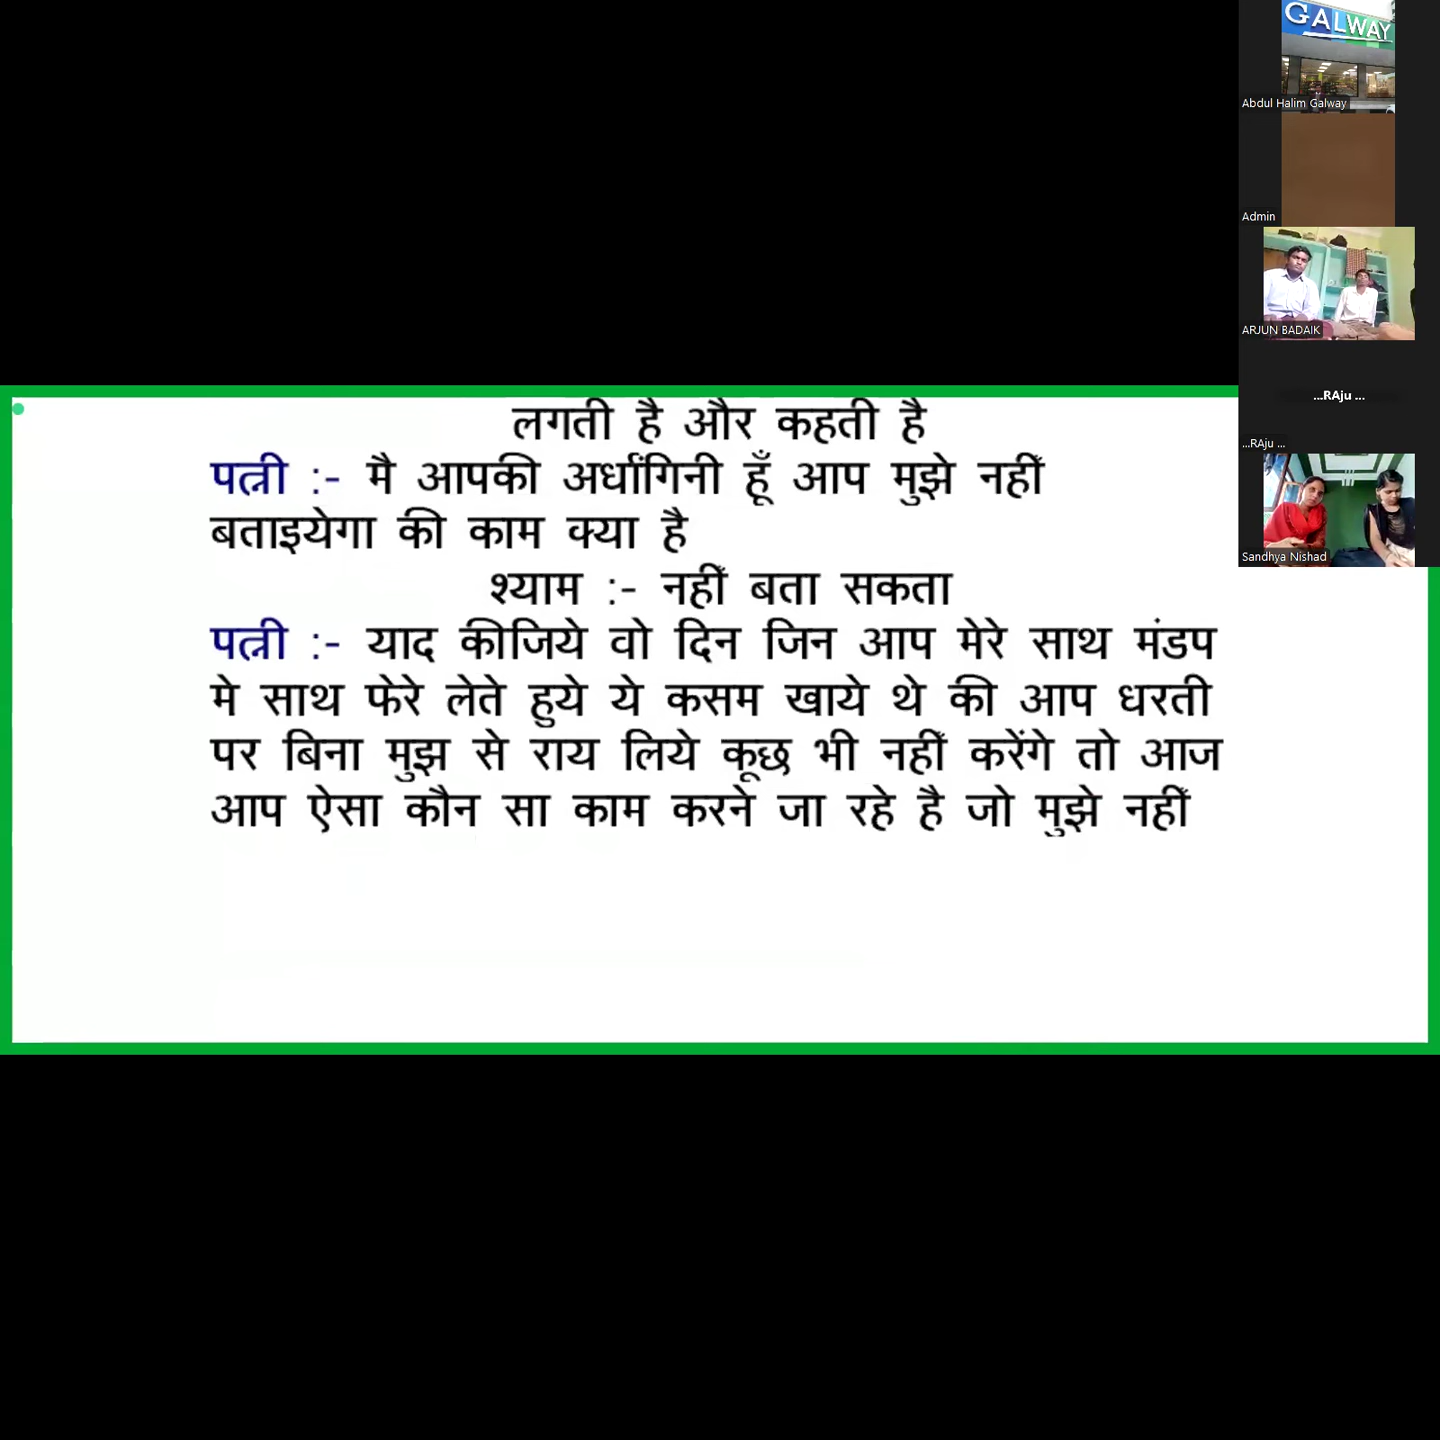 GALWAY
Abdul Halim Galway
Admin
ARJUN BADAIK
...RAju ...
...RAju ...
Sandhya Nishad
लगती है और कहती है
पत्नी :- मै आपकी अर्धांगिनी हूँ आप मुझे नहीं
बताइयेगा की काम क्या है
श्याम :- नहीं बता सकता
पत्नी :- याद कीजिये वो दिन जिन आप मेरे साथ मंडप
मे साथ फेरे लेते हुये ये कसम खाये थे की आप धरती
पर बिना मुझ से राय लिये कूछ भी नहीं करेंगे तो आज
आप ऐसा कौन सा काम करने जा रहे है जो मुझे नहीं